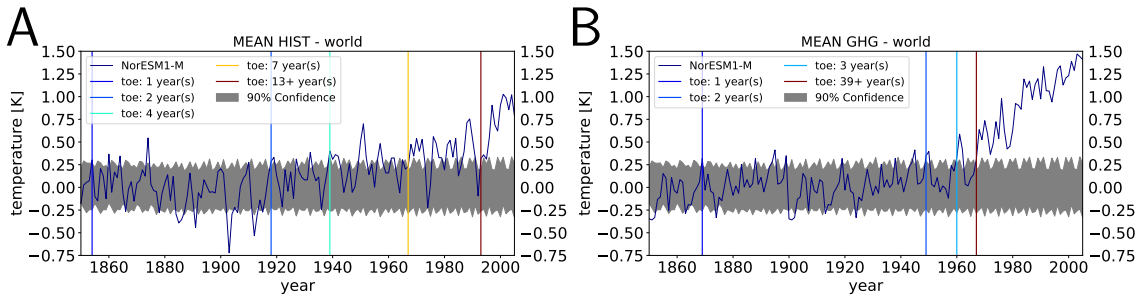 A
MEAN HIST - world
1.50
1.25
1.00
0.75
0.50
0.25
0.00
−0.25
−0.50
−0.75
temperature [K]
NorESM1-M
toe: 1 year(s)
toe: 2 year(s)
toe: 4 year(s)
toe: 7 year(s)
toe: 13+ year(s)
90% Confidence
1.50
1.25
1.00
0.75
0.50
0.25
0.00
−0.25
−0.50
−0.75
1860 1880 1900 1920 1940 1960 1980 2000
year
B
MEAN GHG - world
1.50
1.25
1.00
0.75
0.50
0.25
0.00
−0.25
−0.50
−0.75
temperature [K]
NorESM1-M
toe: 1 year(s)
toe: 2 year(s)
toe: 3 year(s)
toe: 39+ year(s)
90% Confidence
1.50
1.25
1.00
0.75
0.50
0.25
0.00
−0.25
−0.50
−0.75
1860 1880 1900 1920 1940 1960 1980 2000
year